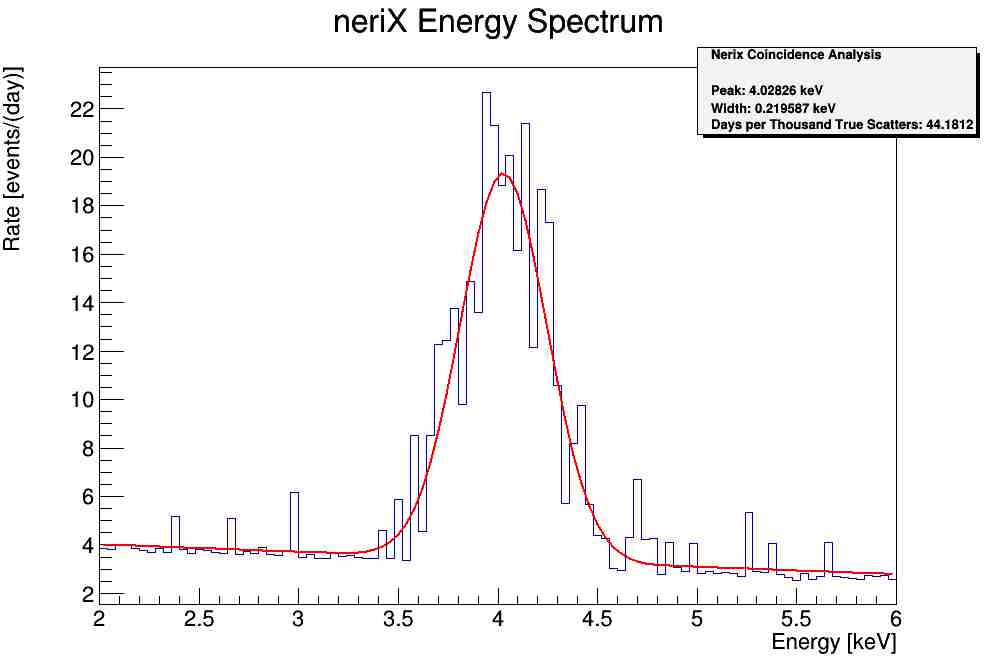 neriX Energy Spectrum
Nerix Coincidence Analysis
Peak: 4.02826 keV
Width: 0.219587 keV
Days per Thousand True Scatters: 44.1812
Rate [events/(day)]
22
20
18
16
14
12
10
8
6
4
2
2 2.5 3 3.5 4 4.5 5 5.5 6
Energy [keV]